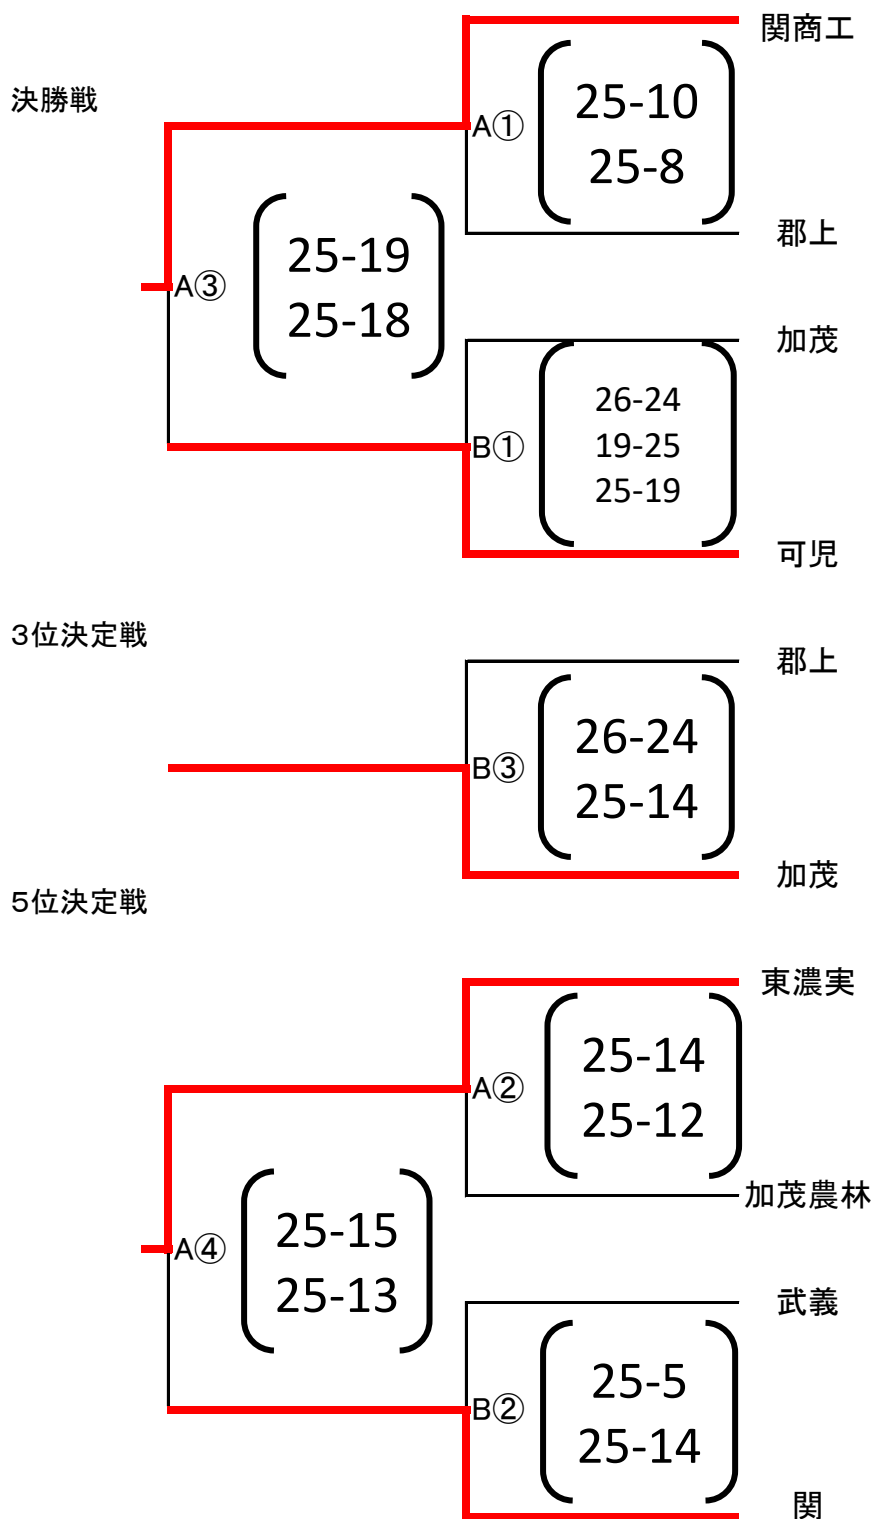 関商工
決勝戦
A①
25-10
25-8
郡上
A③
25-19
25-18
加茂
B①
26-24
19-25
25-19
可児
３位決定戦
郡上
B③
26-24
25-14
加茂
５位決定戦
東濃実
A②
25-14
25-12
加茂農林
A④
25-15
25-13
武義
B②
25-5
25-14
関